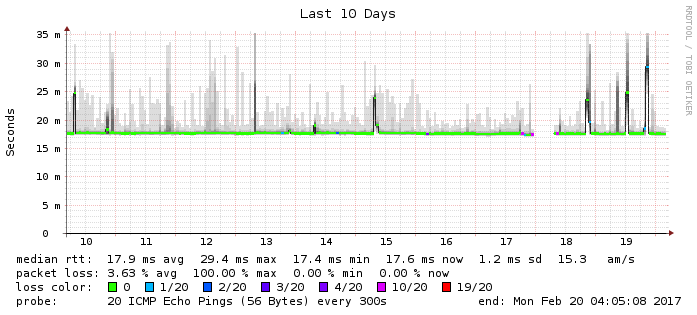 Last 10 Days
RRDTOOL / TOBI OETIKER
Seconds
35 m
30 m
25 m
20 m
15 m
10 m
5 m
0
10 11 12 13 14 15 16 17 18 19
median rtt: 17.9 ms avg 29.4 ms max 17.4 ms min 17.6 ms now 1.2 ms sd 15.3 am/s
packet loss: 3.63 % avg 100.00 % max 0.00 % min 0.00 % now
loss color: 0 1/20 2/20 3/20 4/20 10/20 19/20
probe: 20 ICMP Echo Pings (56 Bytes) every 300s end: Mon Feb 20 04:05:08 2017